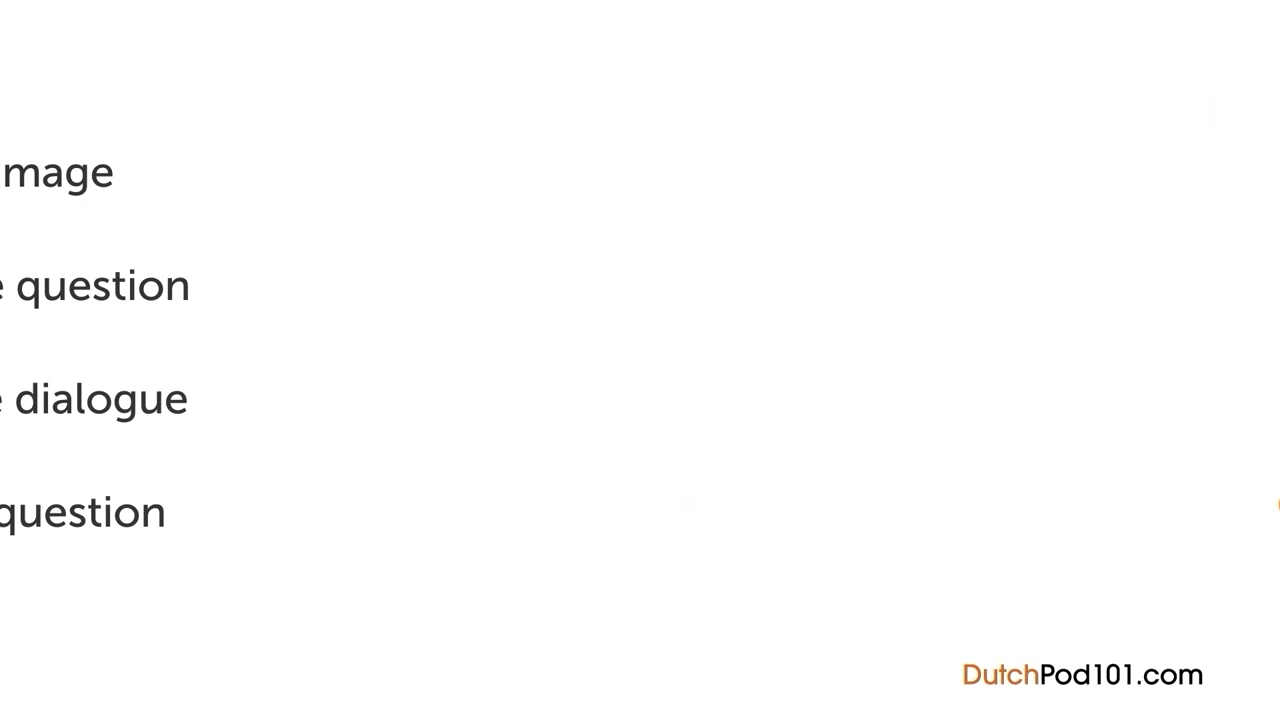 mage
question
dialogue
question
DutchPod101.com